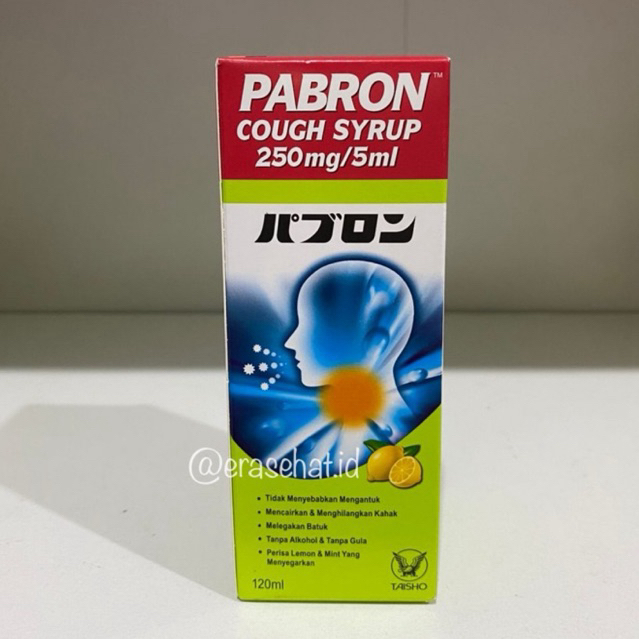 PABRON™
COUGH SYRUP
250mg/5ml
パブロン
@erasehat.id
• Tidak Menyebabkan Mengantuk
• Mencairkan & Menghilangkan Kahak
• Melegakan Batuk
• Tanpa Alkohol & Tanpa Gula
• Perisa Lemon & Mint Yang
Menyegarkan
120ml
TAISHO